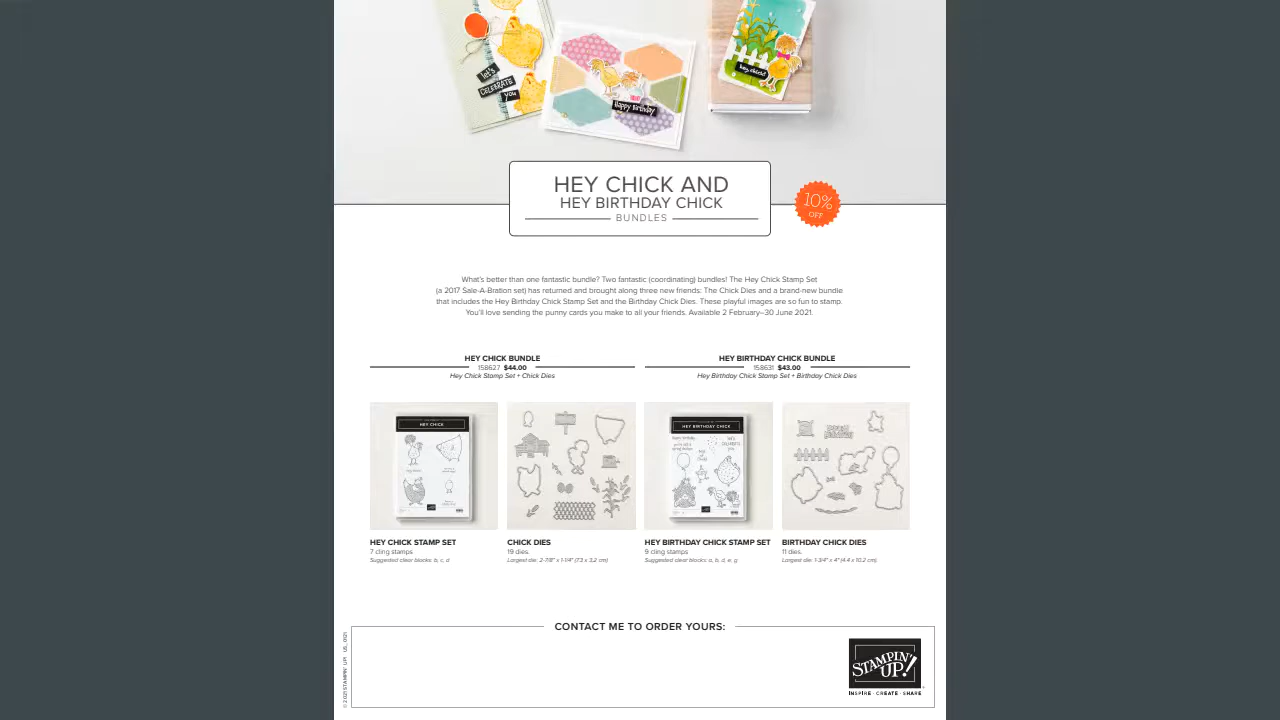 let's
CELEBRATE
you
Happy Birthday
hey, chick!
HEY CHICK AND
HEY BIRTHDAY CHICK
BUNDLES
10%
OFF
What's better than one fantastic bundle? Two fantastic (coordinating) bundles! The Hey Chick Stamp Set
(a 2017 Sale-A-Bration set) has returned and brought along three new friends: The Chick Dies and a brand-new bundle
that includes the Hey Birthday Chick Stamp Set and the Birthday Chick Dies. These playful images are so fun to stamp.
You'll love sending the punny cards you make to all your friends. Available 2 February–30 June 2021.
HEY CHICK BUNDLE
158627 $44.00
Hey Chick Stamp Set + Chick Dies
HEY BIRTHDAY CHICK BUNDLE
158631 $43.00
Hey Birthday Chick Stamp Set + Birthday Chick Dies
HEY CHICK
HEY BIRTHDAY CHICK
HEY CHICK STAMP SET
7 cling stamps
Suggested clear blocks: b, c, d
CHICK DIES
19 dies.
Largest die: 2-7/8" x 1-1/4" (7.3 x 3.2 cm)
HEY BIRTHDAY CHICK STAMP SET
9 cling stamps
Suggested clear blocks: a, b, d, e, g
BIRTHDAY CHICK DIES
11 dies.
Largest die: 1-3/4" x 4" (4.4 x 10.2 cm).
CONTACT ME TO ORDER YOURS:
© 2021 STAMPIN' UP! US, 0121
STAMPIN'
UP!
INSPIRE · CREATE · SHARE